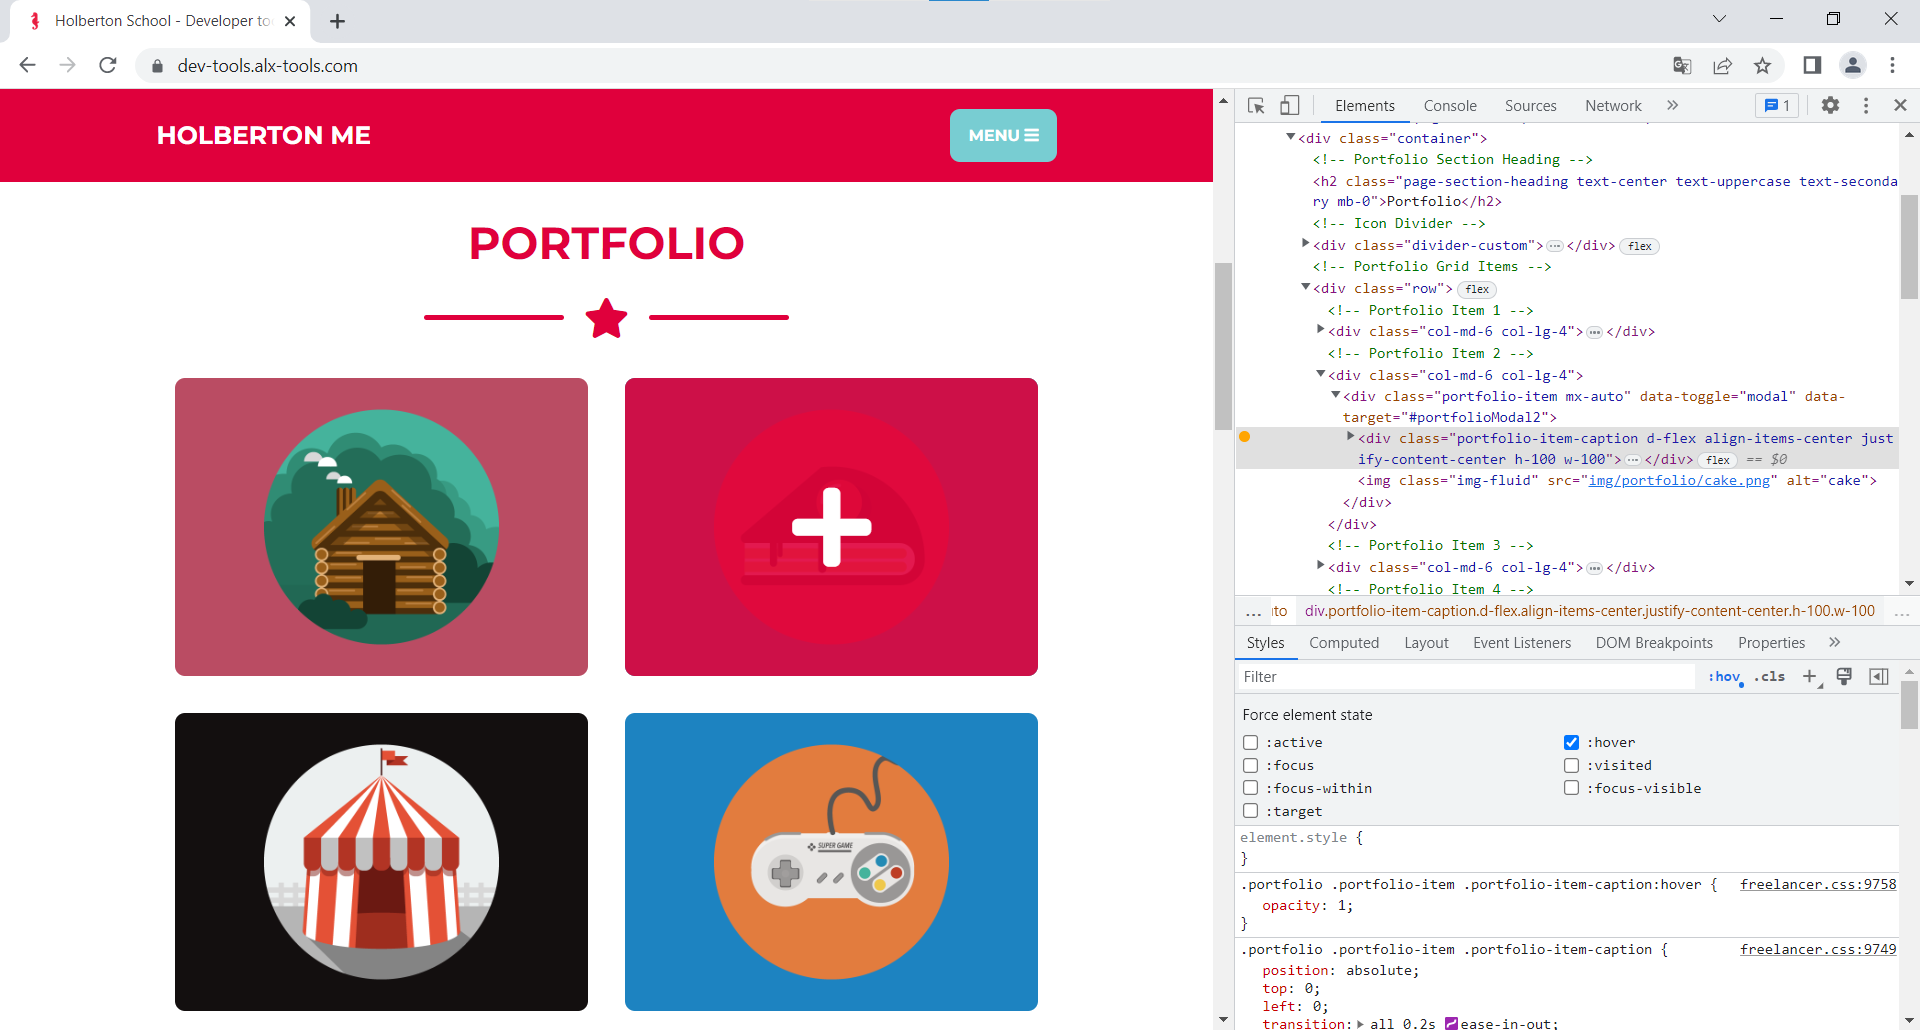 Holberton School - Developer to
dev-tools.alx-tools.com
HOLBERTON ME
MENU
PORTFOLIO
SUPER GAME
Elements Console Sources Network 1
<div class="container">
<!-- Portfolio Section Heading -->
<h2 class="page-section-heading text-center text-uppercase text-seconda
ry mb-0">Portfolio</h2>
<!-- Icon Divider -->
<div class="divider-custom">…</div> flex
<!-- Portfolio Grid Items -->
<div class="row"> flex
<!-- Portfolio Item 1 -->
<div class="col-md-6 col-lg-4">…</div>
<!-- Portfolio Item 2 -->
<div class="col-md-6 col-lg-4">
<div class="portfolio-item mx-auto" data-toggle="modal" data-
target="#portfolioModal2">
<div class="portfolio-item-caption d-flex align-items-center just
ify-content-center h-100 w-100">…</div> flex == $0
<img class="img-fluid" src="img/portfolio/cake.png" alt="cake">
</div>
</div>
<!-- Portfolio Item 3 -->
<div class="col-md-6 col-lg-4">…</div>
<!-- Portfolio Item 4 -->
… uto div.portfolio-item-caption.d-flex.align-items-center.justify-content-center.h-100.w-100 …
Styles Computed Layout Event Listeners DOM Breakpoints Properties
Filter :hov .cls
Force element state
:active :hover
:focus :visited
:focus-within :focus-visible
:target
element.style {
}
.portfolio .portfolio-item .portfolio-item-caption:hover { freelancer.css:9758
opacity: 1;
}
.portfolio .portfolio-item .portfolio-item-caption { freelancer.css:9749
position: absolute;
top: 0;
left: 0;
transition: all 0.2s ease-in-out;